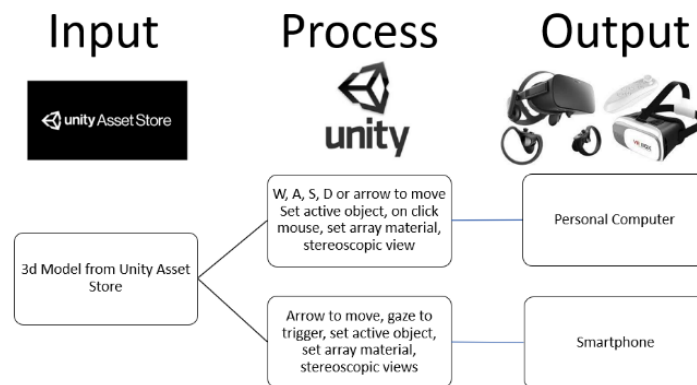 Input
Process
Output
unity Asset Store
unity
VR BOX
W, A, S, D or arrow to move
Set active object, on click
mouse, set array material,
stereoscopic view
Personal Computer
3d Model from Unity Asset
Store
Arrow to move, gaze to
trigger, set active object,
set array material,
stereoscopic views
Smartphone